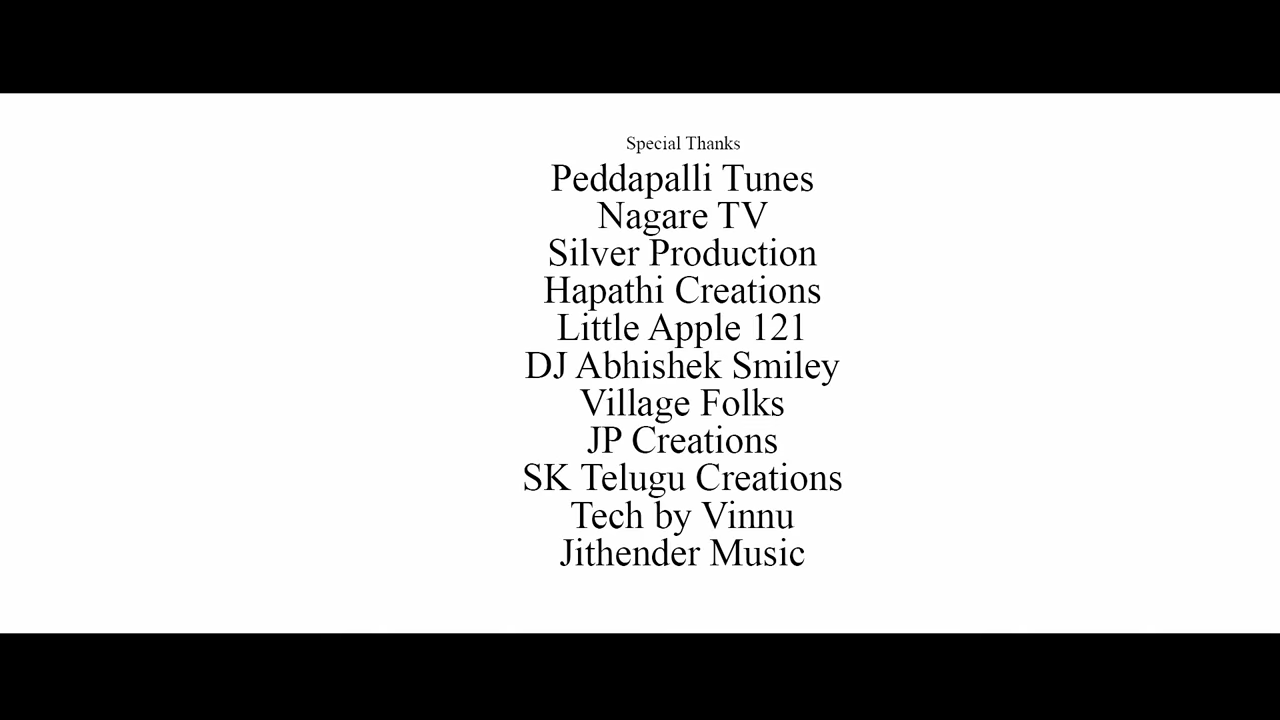 Special Thanks
Peddapalli Tunes
Nagare TV
Silver Production
Hapathi Creations
Little Apple 121
DJ Abhishek Smiley
Village Folks
JP Creations
SK Telugu Creations
Tech by Vinnu
Jithender Music